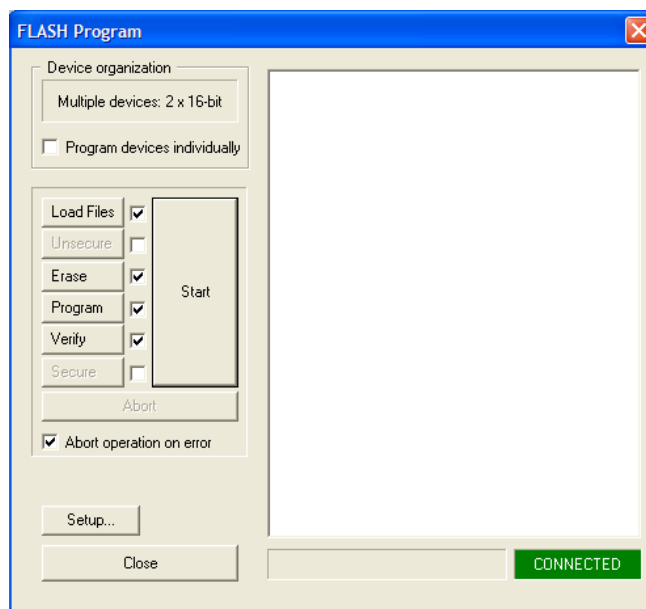 FLASH Program
Device organization
Multiple devices: 2 x 16-bit
Program devices individually
Load Files
Unsecure
Erase
Program
Verify
Secure
Start
Abort
Abort operation on error
Setup...
Close
CONNECTED